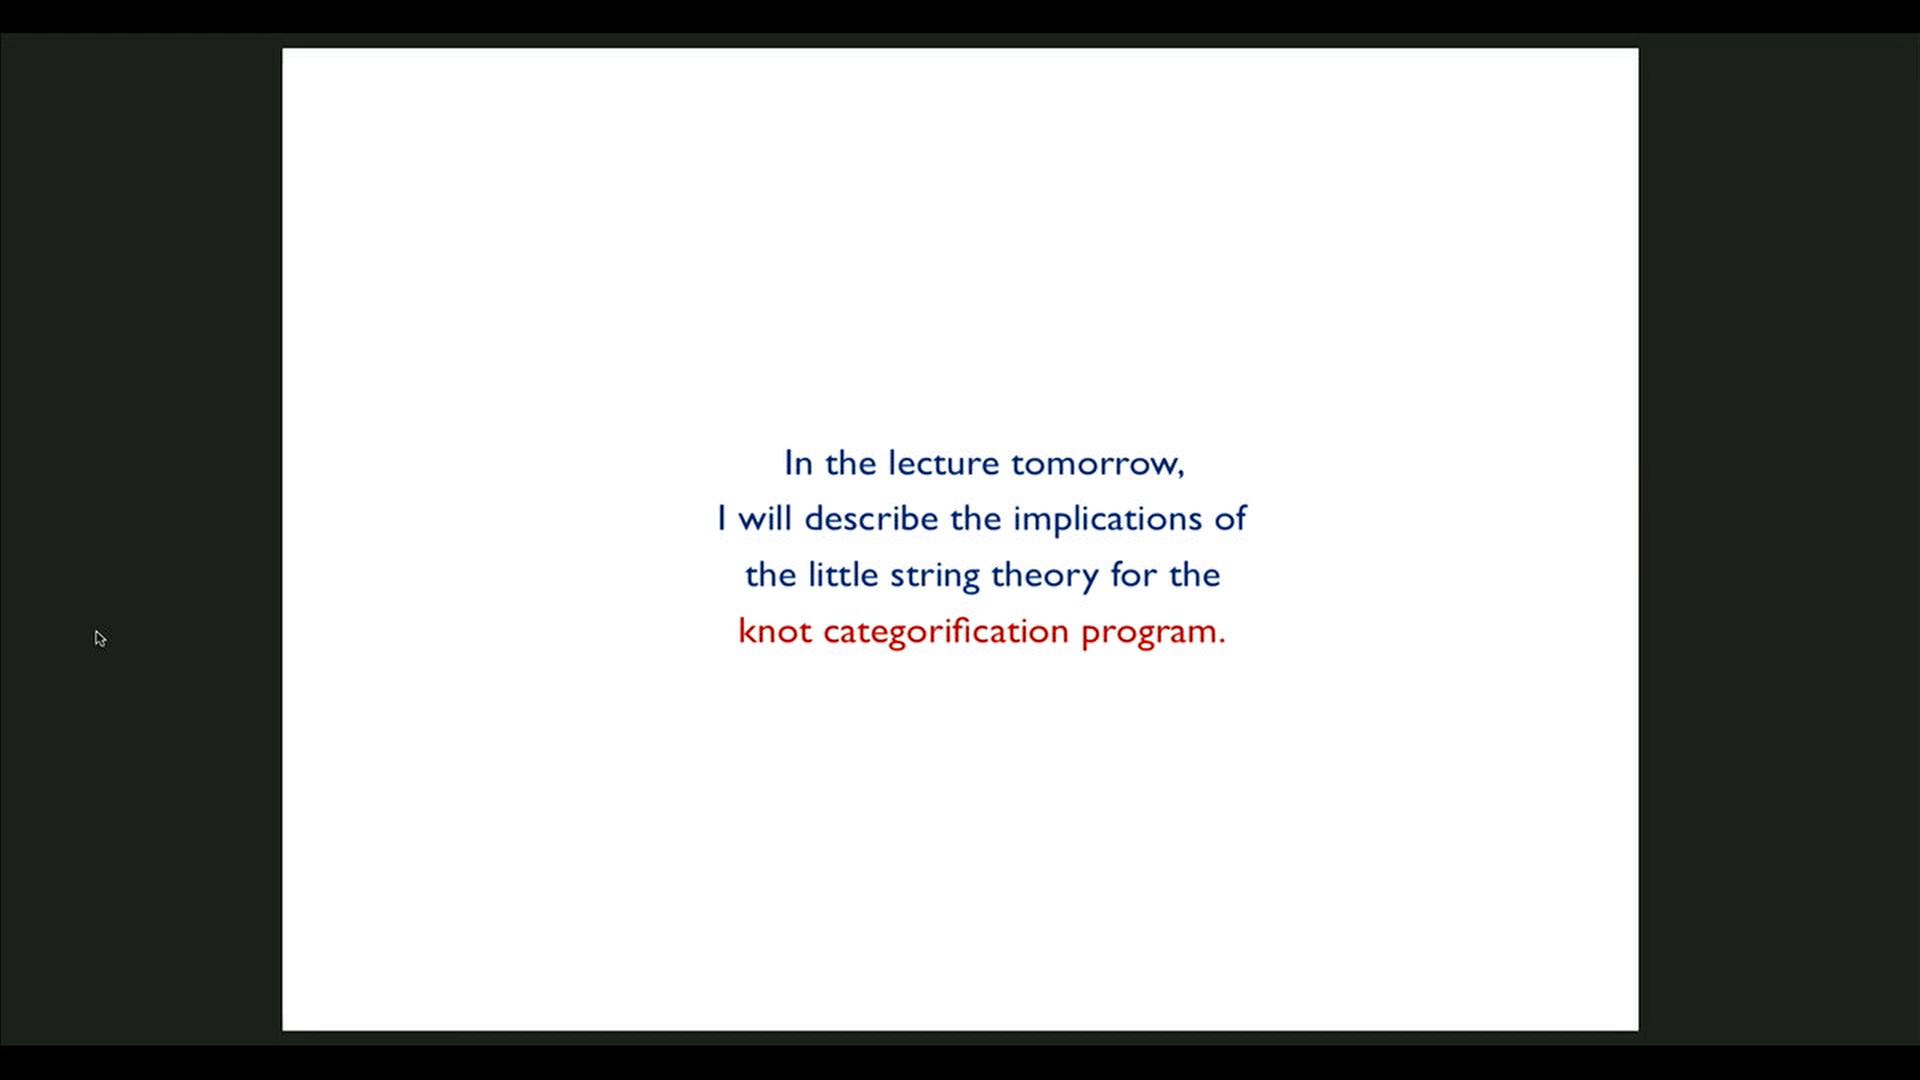 In the lecture tomorrow,
I will describe the implications of
the little string theory for the
knot categorification program.